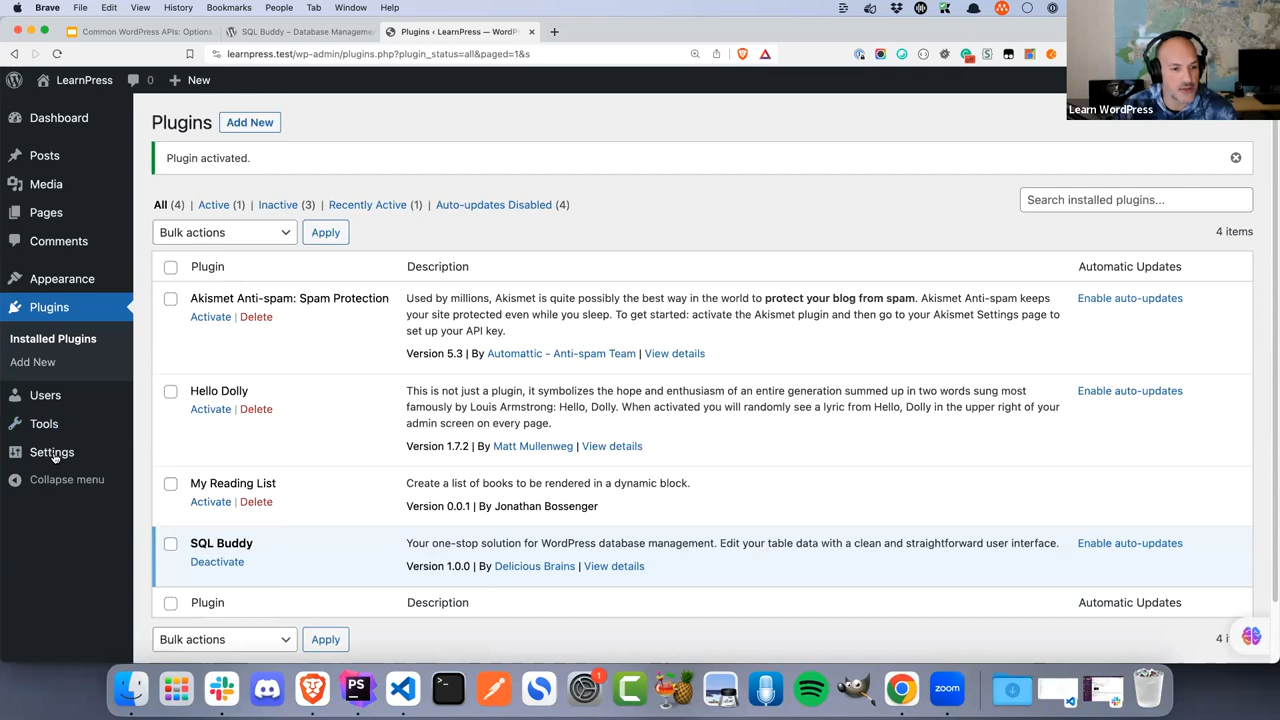 Brave File Edit View History Bookmarks People Tab Window Help
Common WordPress APIs: Options
SQL Buddy – Database Manageme
Plugins ‹ LearnPress — WordP
learnpress.test/wp-admin/plugins.php?plugin_status=all&paged=1&s
off
LearnPress 0 New
Learn WordPress
Dashboard
Posts
Media
Pages
Comments
Appearance
Plugins
Installed Plugins
Add New
Users
Tools
Settings
Collapse menu
Plugins Add New
Plugin activated.
All (4) | Active (1) | Inactive (3) | Recently Active (1) | Auto-updates Disabled (4)
Search installed plugins...
Bulk actions Apply
4 items
Plugin Description Automatic Updates
Akismet Anti-spam: Spam Protection
Activate | Delete
Used by millions, Akismet is quite possibly the best way in the world to protect your blog from spam. Akismet Anti-spam keeps
your site protected even while you sleep. To get started: activate the Akismet plugin and then go to your Akismet Settings page to
set up your API key.
Version 5.3 | By Automattic - Anti-spam Team | View details
Enable auto-updates
Hello Dolly
Activate | Delete
This is not just a plugin, it symbolizes the hope and enthusiasm of an entire generation summed up in two words sung most
famously by Louis Armstrong: Hello, Dolly. When activated you will randomly see a lyric from Hello, Dolly in the upper right of your
admin screen on every page.
Version 1.7.2 | By Matt Mullenweg | View details
Enable auto-updates
My Reading List
Activate | Delete
Create a list of books to be rendered in a dynamic block.
Version 0.0.1 | By Jonathan Bossenger
SQL Buddy
Deactivate
Your one-stop solution for WordPress database management. Edit your table data with a clean and straightforward user interface.
Version 1.0.0 | By Delicious Brains | View details
Enable auto-updates
Plugin Description Automatic Updates
Bulk actions Apply
4 it
PS
1
zoom